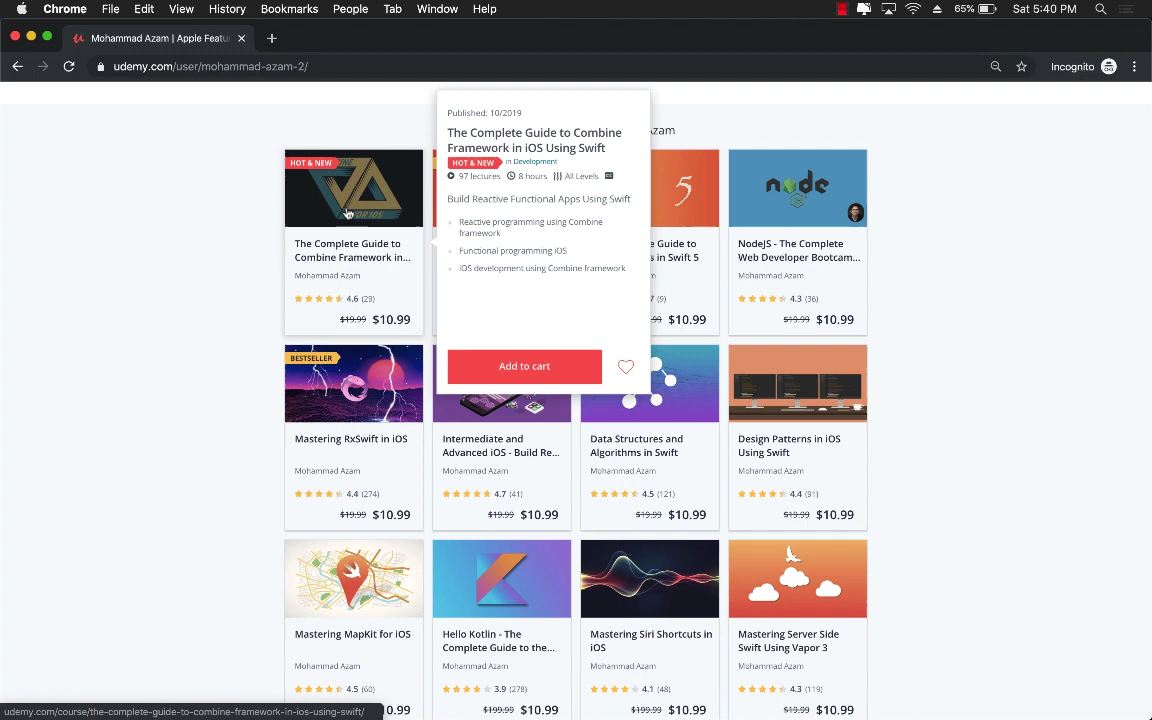 Chrome File Edit View History Bookmarks People Tab Window Help 65% Sat 5:40 PM
Mohammad Azam | Apple Featu
udemy.com/user/mohammad-azam-2/ Incognito
Azam
Published: 10/2019
The Complete Guide to Combine
Framework in iOS Using Swift
HOT & NEW in Development
97 lectures 8 hours All Levels
Build Reactive Functional Apps Using Swift
Reactive programming using Combine
framework
Functional programming iOS
iOS development using Combine framework
Add to cart
HOT & NEW
FOR IOS
The Complete Guide to
Combine Framework in...
Mohammad Azam
4.6 (29)
$19.99 $10.99
5
e Guide to
s in Swift 5
(9)
$10.99
node
NodeJS - The Complete
Web Developer Bootcam...
Mohammad Azam
4.3 (36)
$19.99 $10.99
BESTSELLER
Mastering RxSwift in iOS
Mohammad Azam
4.4 (274)
$19.99 $10.99
Intermediate and
Advanced iOS - Build Re...
Mohammad Azam
4.7 (41)
$19.99 $10.99
Data Structures and
Algorithms in Swift
Mohammad Azam
4.5 (121)
$19.99 $10.99
Design Patterns in iOS
Using Swift
Mohammad Azam
4.4 (91)
$19.99 $10.99
Mastering MapKit for iOS
Mohammad Azam
4.5 (60)
0.99
Hello Kotlin - The
Complete Guide to the...
Mohammad Azam
3.9 (278)
$199.99 $10.99
Mastering Siri Shortcuts in
iOS
Mohammad Azam
4.1 (48)
$199.99 $10.99
Mastering Server Side
Swift Using Vapor 3
Mohammad Azam
4.3 (119)
$19.99 $10.99
udemy.com/course/the-complete-guide-to-combine-framework-in-ios-using-swift/